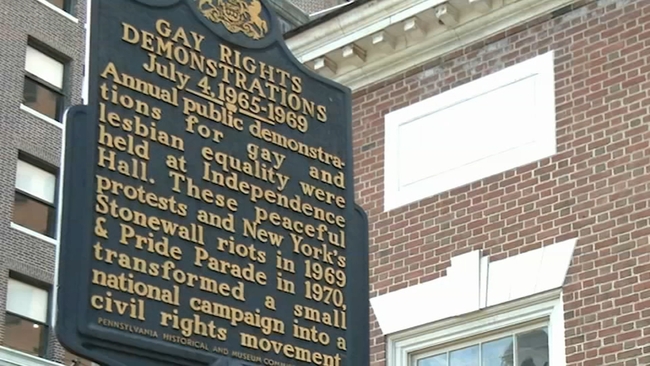 GAY RIGHTS
DEMONSTRATIONS
July 4, 1965-1969
Annual public demonstra-
tions for gay and
lesbian equality were
held at Independence
Hall. These peaceful
protests and New York's
Stonewall riots in 1969
& Pride Parade in 1970,
transformed a small
national campaign into a
civil rights movement
PENNSYLVANIA HISTORICAL AND MUSEUM